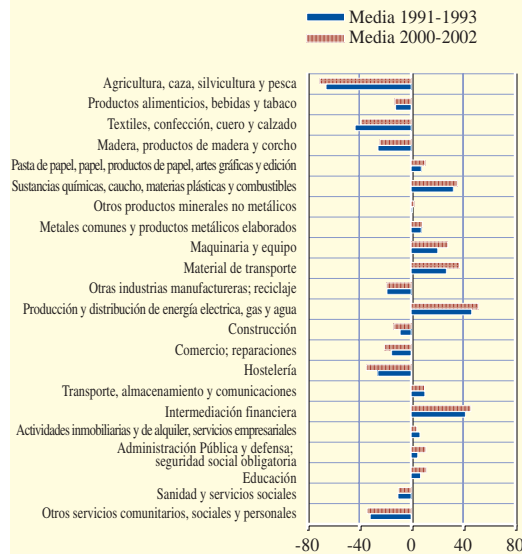 Media 1991-1993
Media 2000-2002
Agricultura, caza, silvicultura y pesca
Productos alimenticios, bebidas y tabaco
Textiles, confección, cuero y calzado
Madera, productos de madera y corcho
Pasta de papel, papel, productos de papel, artes gráficas y edición
Sustancias químicas, caucho, materias plásticas y combustibles
Otros productos minerales no metálicos
Metales comunes y productos metálicos elaborados
Maquinaria y equipo
Material de transporte
Otras industrias manufactureras; reciclaje
Producción y distribución de energía electrica, gas y agua
Construcción
Comercio; reparaciones
Hostelería
Transporte, almacenamiento y comunicaciones
Intermediación financiera
Actividades inmobiliarias y de alquiler, servicios empresariales
Administración Pública y defensa;
seguridad social obligatoria
Educación
Sanidad y servicios sociales
Otros servicios comunitarios, sociales y personales
-80 -40 0 40 80